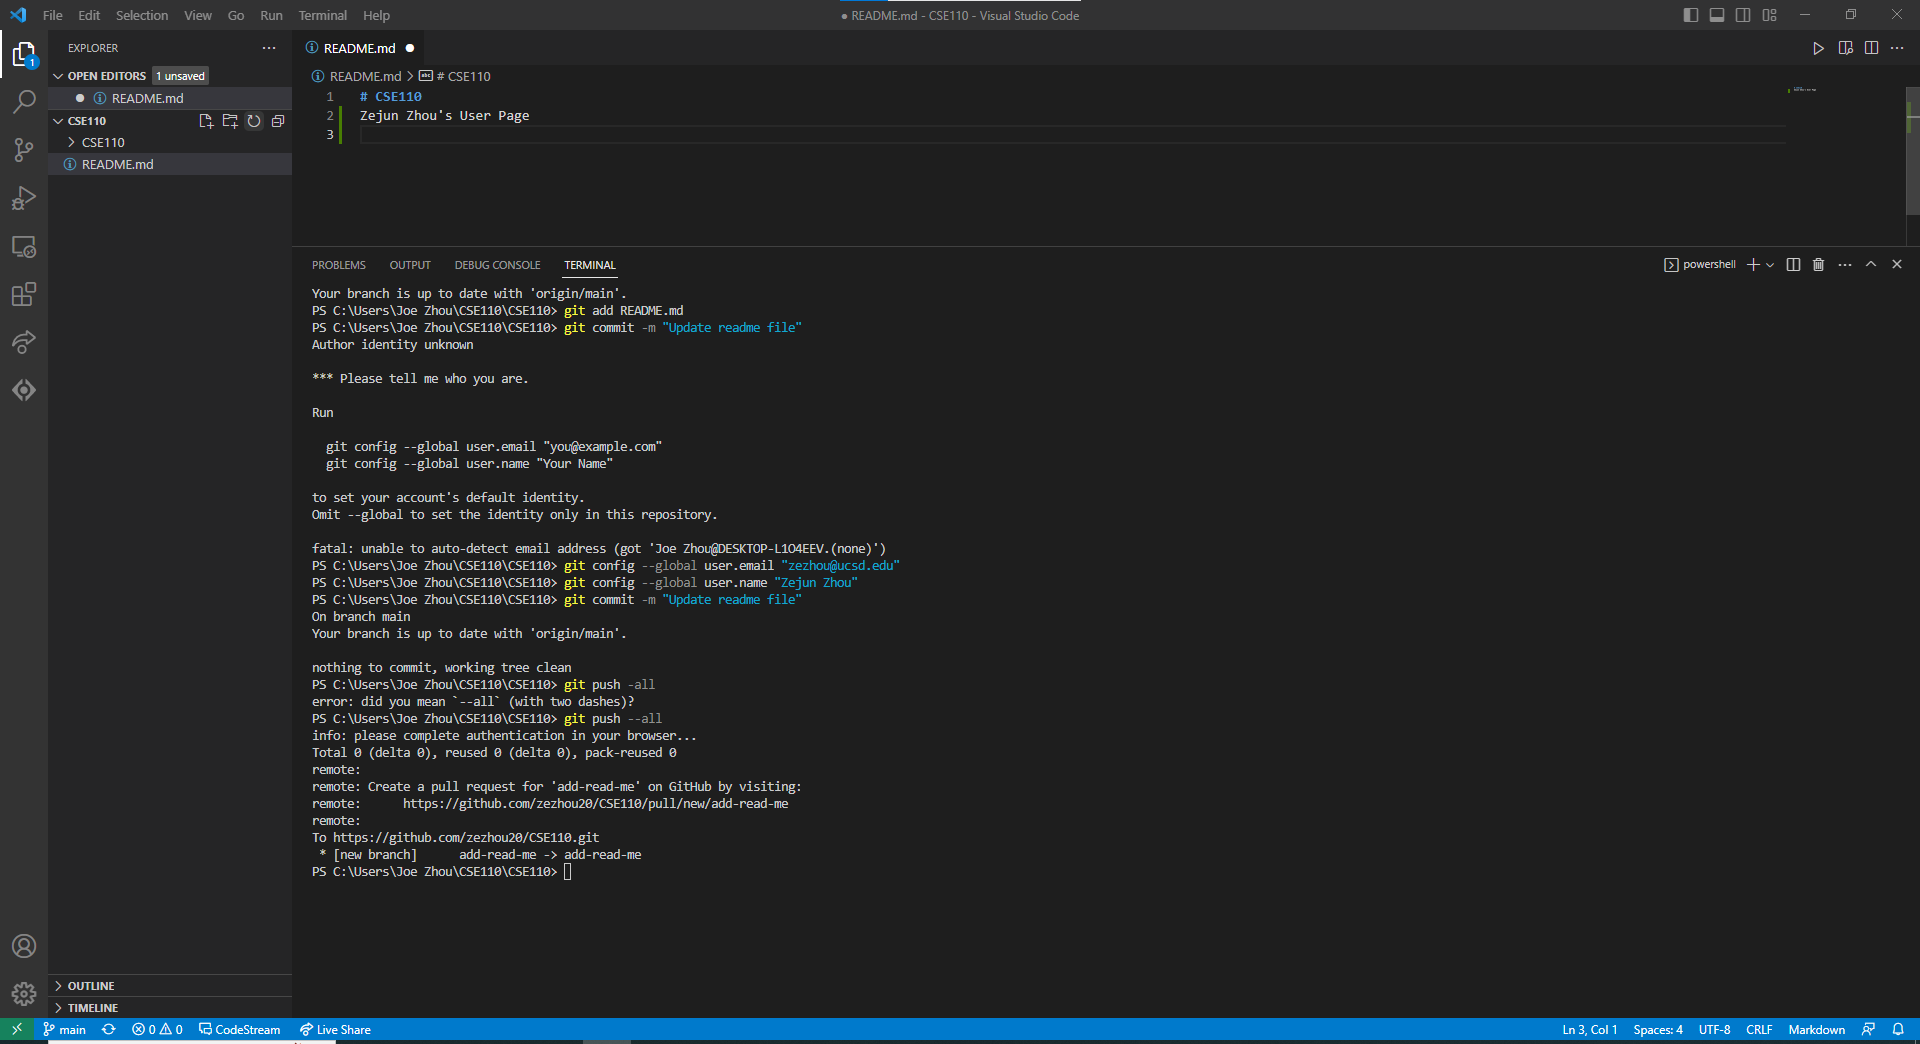 File Edit Selection View Go Run Terminal Help
● README.md - CSE110 - Visual Studio Code
EXPLORER
OPEN EDITORS 1 unsaved
README.md
CSE110
CSE110
README.md
OUTLINE
TIMELINE
README.md
README.md > # CSE110
1 # CSE110
2 Zejun Zhou's User Page
3
PROBLEMS OUTPUT DEBUG CONSOLE TERMINAL
powershell
Your branch is up to date with 'origin/main'.
PS C:\Users\Joe Zhou\CSE110\CSE110> git add README.md
PS C:\Users\Joe Zhou\CSE110\CSE110> git commit -m "Update readme file"
Author identity unknown
*** Please tell me who you are.
Run
git config --global user.email "you@example.com"
git config --global user.name "Your Name"
to set your account's default identity.
Omit --global to set the identity only in this repository.
fatal: unable to auto-detect email address (got 'Joe Zhou@DESKTOP-L1O4EEV.(none)')
PS C:\Users\Joe Zhou\CSE110\CSE110> git config --global user.email "zezhou@ucsd.edu"
PS C:\Users\Joe Zhou\CSE110\CSE110> git config --global user.name "Zejun Zhou"
PS C:\Users\Joe Zhou\CSE110\CSE110> git commit -m "Update readme file"
On branch main
Your branch is up to date with 'origin/main'.
nothing to commit, working tree clean
PS C:\Users\Joe Zhou\CSE110\CSE110> git push -all
error: did you mean `--all` (with two dashes)?
PS C:\Users\Joe Zhou\CSE110\CSE110> git push --all
info: please complete authentication in your browser...
Total 0 (delta 0), reused 0 (delta 0), pack-reused 0
remote:
remote: Create a pull request for 'add-read-me' on GitHub by visiting:
remote: https://github.com/zezhou20/CSE110/pull/new/add-read-me
remote:
To https://github.com/zezhou20/CSE110.git
* [new branch] add-read-me -> add-read-me
PS C:\Users\Joe Zhou\CSE110\CSE110>
main 0 0 CodeStream Live Share
Ln 3, Col 1 Spaces: 4 UTF-8 CRLF Markdown